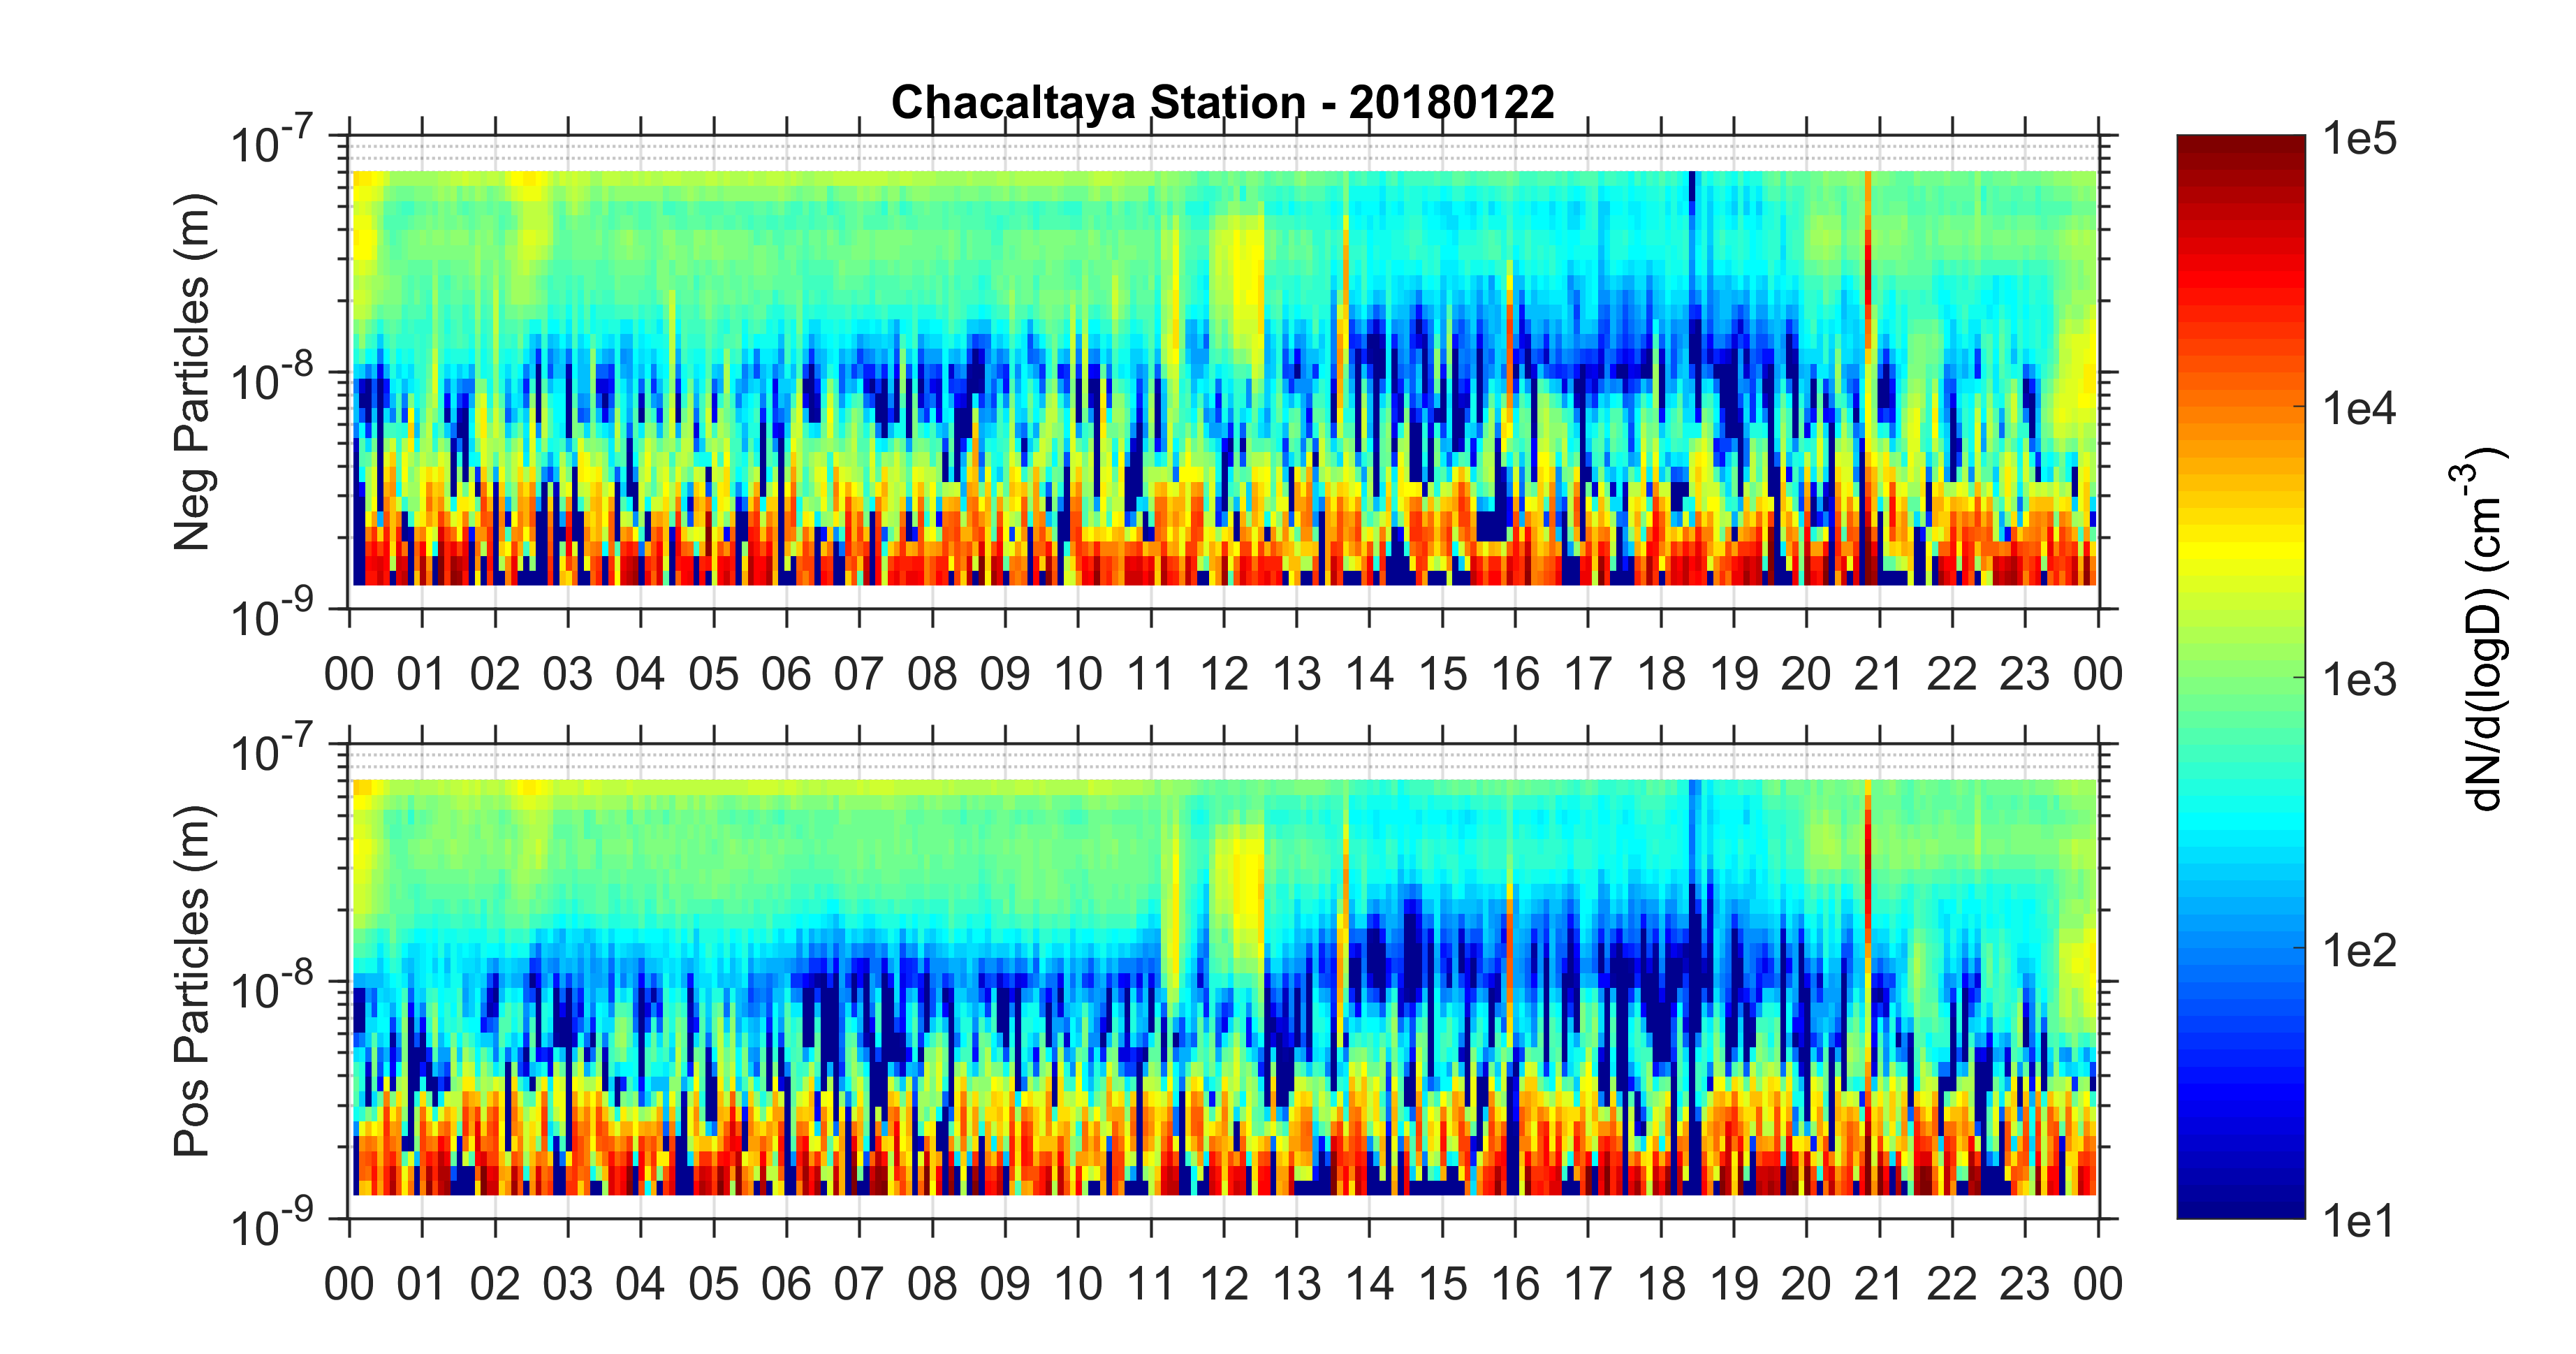 Chacaltaya Station - 20180122
10^-7
10^-8
10^-9
Neg Particles (m)
00 01 02 03 04 05 06 07 08 09 10 11 12 13 14 15 16 17 18 19 20 21 22 23 00
10^-7
10^-8
10^-9
Pos Particles (m)
00 01 02 03 04 05 06 07 08 09 10 11 12 13 14 15 16 17 18 19 20 21 22 23 00
1e5
1e4
1e3
1e2
1e1
dN/d(logD) (cm^-3)